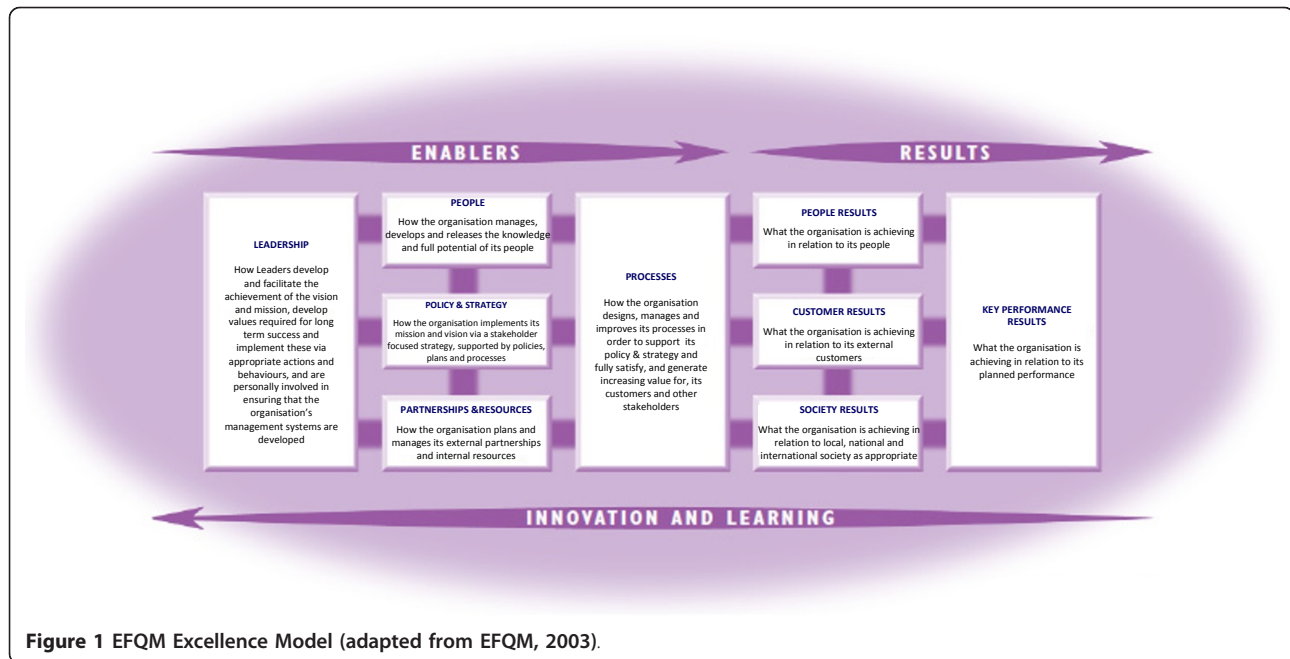 ENABLERS
RESULTS
LEADERSHIP
How Leaders develop
and facilitate the
achievement of the vision
and mission, develop
values required for long
term success and
implement these via
appropriate actions and
behaviours, and are
personally involved in
ensuring that the
organisation's
management systems are
developed
PEOPLE
How the organisation manages,
develops and releases the knowledge
and full potential of its people
POLICY & STRATEGY
How the organisation implements its
mission and vision via a stakeholder
focused strategy, supported by policies,
plans and processes
PARTNERSHIPS &RESOURCES
How the organisation plans and
manages its external partnerships
and internal resources
PROCESSES
How the organisation
designs, manages and
improves its processes in
order to support its
policy & strategy and
fully satisfy, and generate
increasing value for, its
customers and other
stakeholders
PEOPLE RESULTS
What the organisation is achieving
in relation to its people
CUSTOMER RESULTS
What the organisation is achieving
in relation to its external
customers
SOCIETY RESULTS
What the organisation is achieving in
relation to local, national and
international society as appropriate
KEY PERFORMANCE
RESULTS
What the organisation is
achieving in relation to its
planned performance
INNOVATION AND LEARNING
Figure 1 EFQM Excellence Model (adapted from EFQM, 2003).